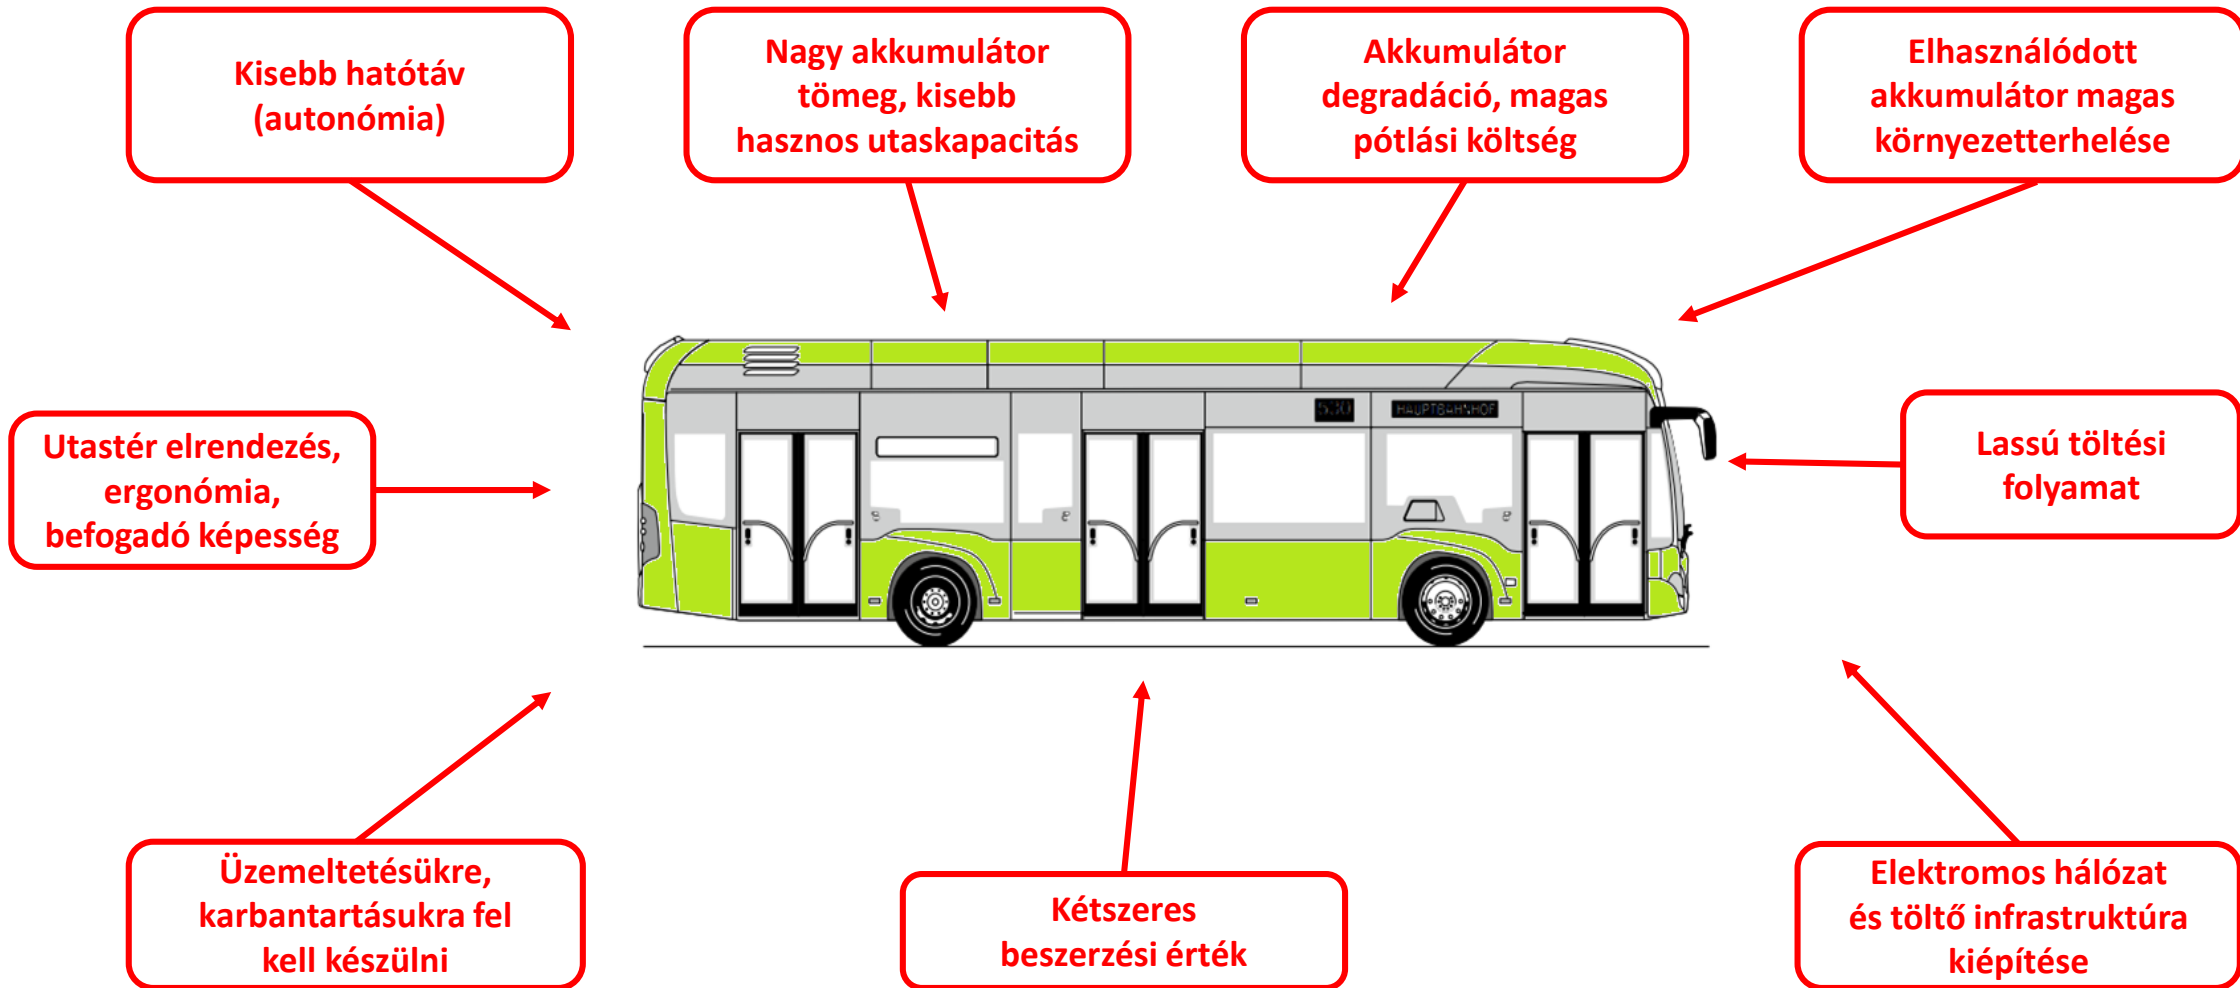 Kisebb hatótáv
(autonómia)
Nagy akkumulátor
tömeg, kisebb
hasznos utaskapacitás
Akkumulátor
degradáció, magas
pótlási költség
Elhasználódott
akkumulátor magas
környezetterhelése
530
HAUPTBAHNHOF
Utastér elrendezés,
ergonómia,
befogadó képesség
Lassú töltési
folyamat
Üzemeltetésükre,
karbantartásukra fel
kell készülni
Kétszeres
beszerzési érték
Elektromos hálózat
és töltő infrastruktúra
kiépítése